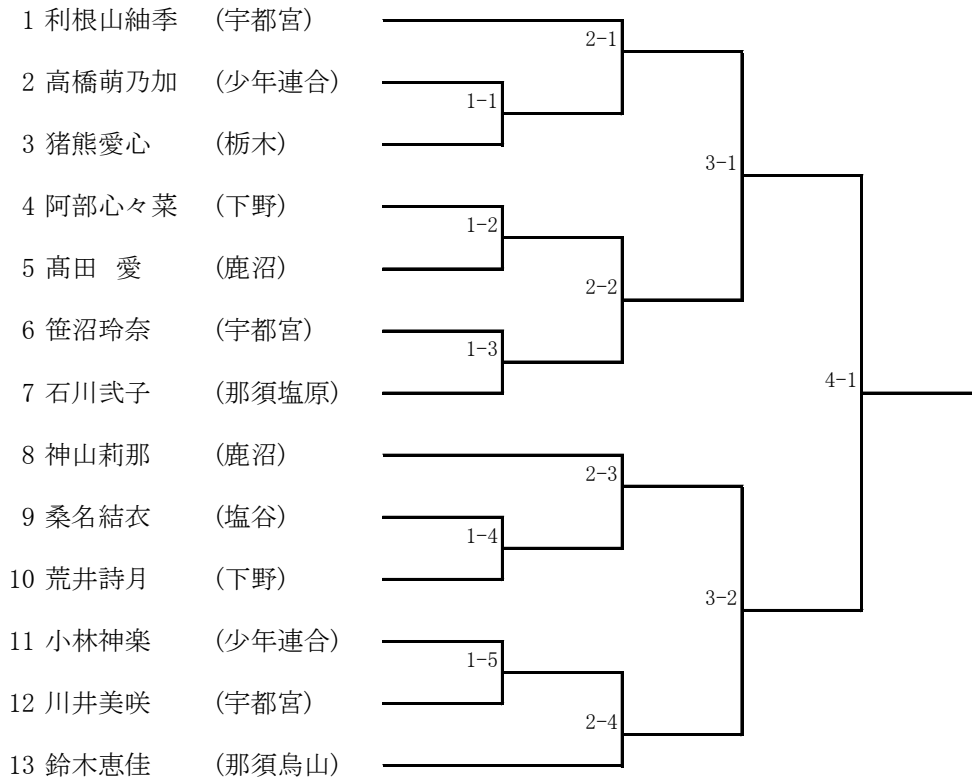 1 利根山紬季 (宇都宮)
2-1
2 高橋萌乃加 (少年連合)
1-1
3 猪熊愛心 (栃木)
3-1
4 阿部心々菜 (下野)
1-2
5 髙田 愛 (鹿沼)
2-2
6 笹沼玲奈 (宇都宮)
1-3
7 石川弐子 (那須塩原)
4-1
8 神山莉那 (鹿沼)
2-3
9 桑名結衣 (塩谷)
1-4
10 荒井詩月 (下野)
3-2
11 小林神楽 (少年連合)
1-5
12 川井美咲 (宇都宮)
2-4
13 鈴木恵佳 (那須烏山)